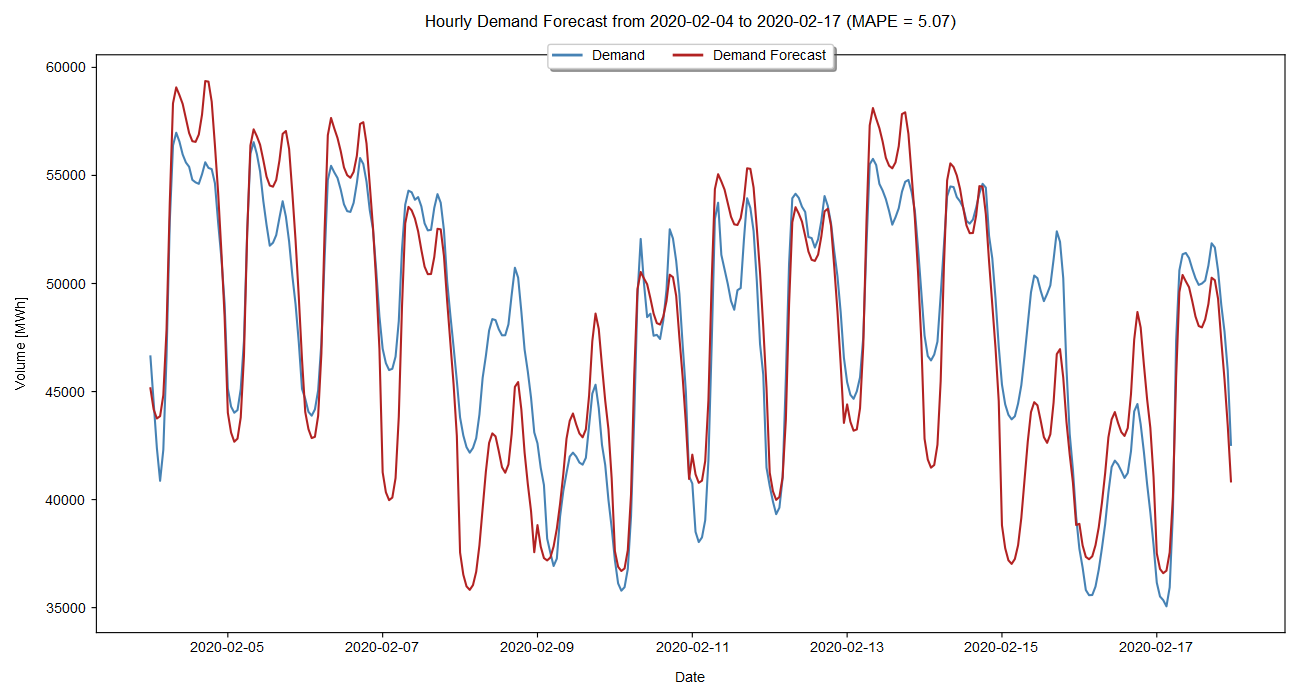 Hourly Demand Forecast from 2020-02-04 to 2020-02-17 (MAPE = 5.07)
Demand Demand Forecast
60000
55000
50000
45000
40000
35000
Volume [MWh]
2020-02-05 2020-02-07 2020-02-09 2020-02-11 2020-02-13 2020-02-15 2020-02-17
Date